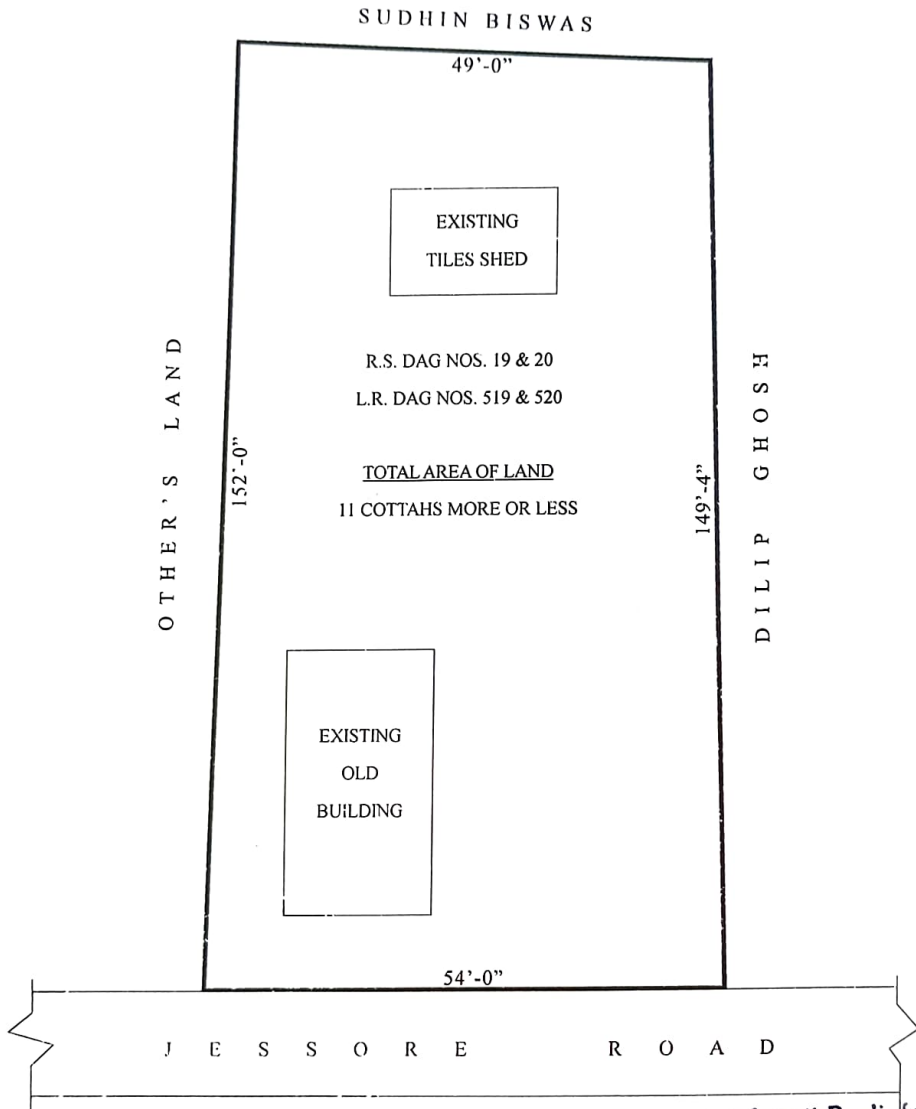 SUDHIN BISWAS
49'-0"
EXISTING
TILES SHED
R.S. DAG NOS. 19 & 20
L.R. DAG NOS. 519 & 520
OTHER'S LAND
152'-0"
TOTAL AREA OF LAND
11 COTTAHS MORE OR LESS
149'-4"
DILIP GHOSH
EXISTING
OLD
BUILDING
54'-0"
JESSORE ROAD